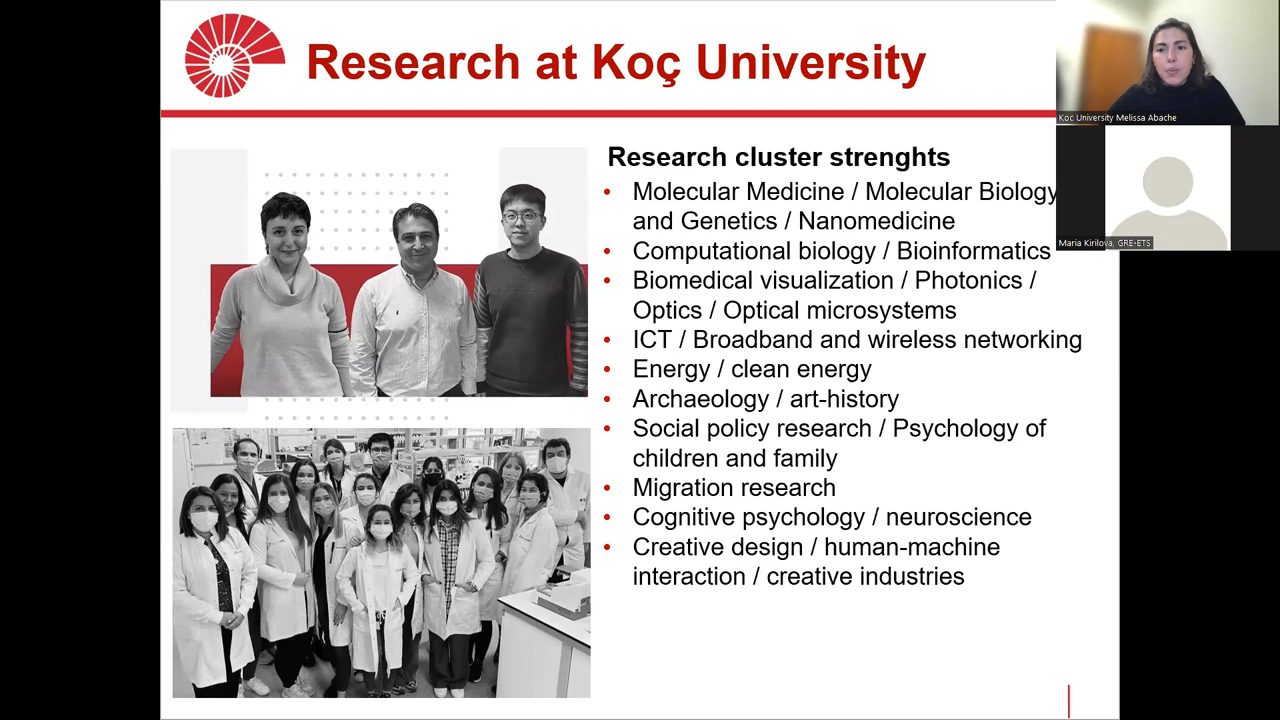 Research at Koç University
Research cluster strenghts
• Molecular Medicine / Molecular Biology
and Genetics / Nanomedicine
• Computational biology / Bioinformatics
• Biomedical visualization / Photonics /
Optics / Optical microsystems
• ICT / Broadband and wireless networking
• Energy / clean energy
• Archaeology / art-history
• Social policy research / Psychology of
children and family
• Migration research
• Cognitive psychology / neuroscience
• Creative design / human-machine
interaction / creative industries
Koc University Melissa Abache
Maria Kirilova, GRE-ETS